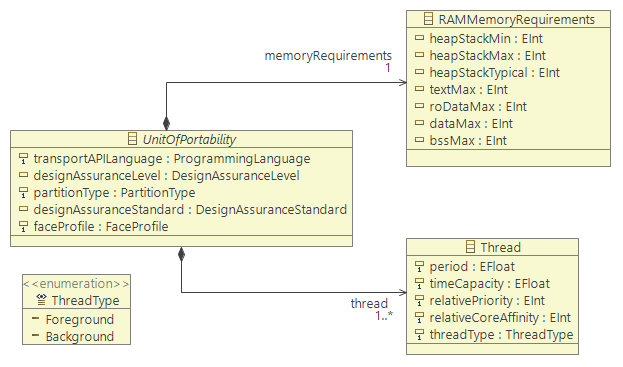 RAMMemoryRequirements
heapStackMin : EInt
heapStackMax : EInt
heapStackTypical : EInt
textMax : EInt
roDataMax : EInt
dataMax : EInt
bssMax : EInt
memoryRequirements
1
UnitOfPortability
transportAPILanguage : ProgrammingLanguage
designAssuranceLevel : DesignAssuranceLevel
partitionType : PartitionType
designAssuranceStandard : DesignAssuranceStandard
faceProfile : FaceProfile
thread
1..*
Thread
period : EFloat
timeCapacity : EFloat
relativePriority : EInt
relativeCoreAffinity : EInt
threadType : ThreadType
<<enumeration>>
ThreadType
Foreground
Background